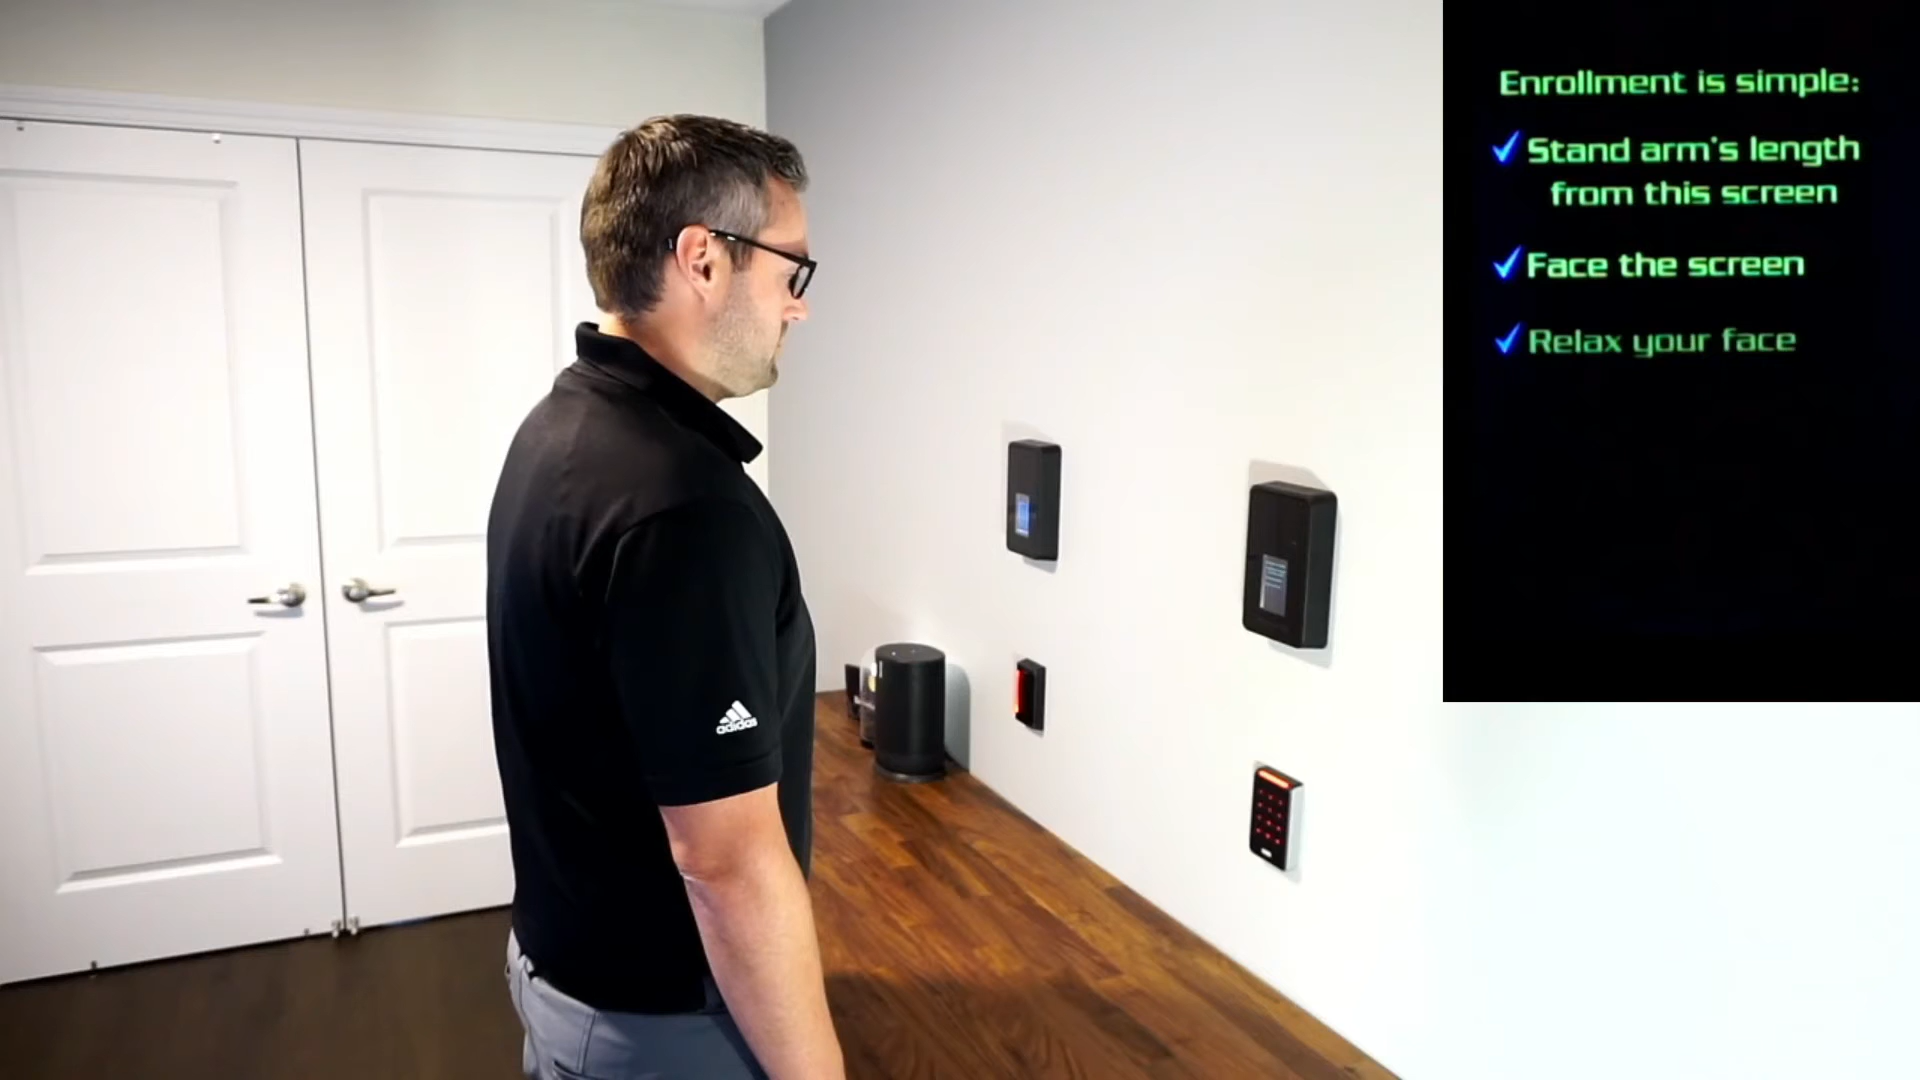 Enrollment is simple:
✓ Stand arm's length
from this screen
✓ Face the screen
✓ Relax your face
adidas